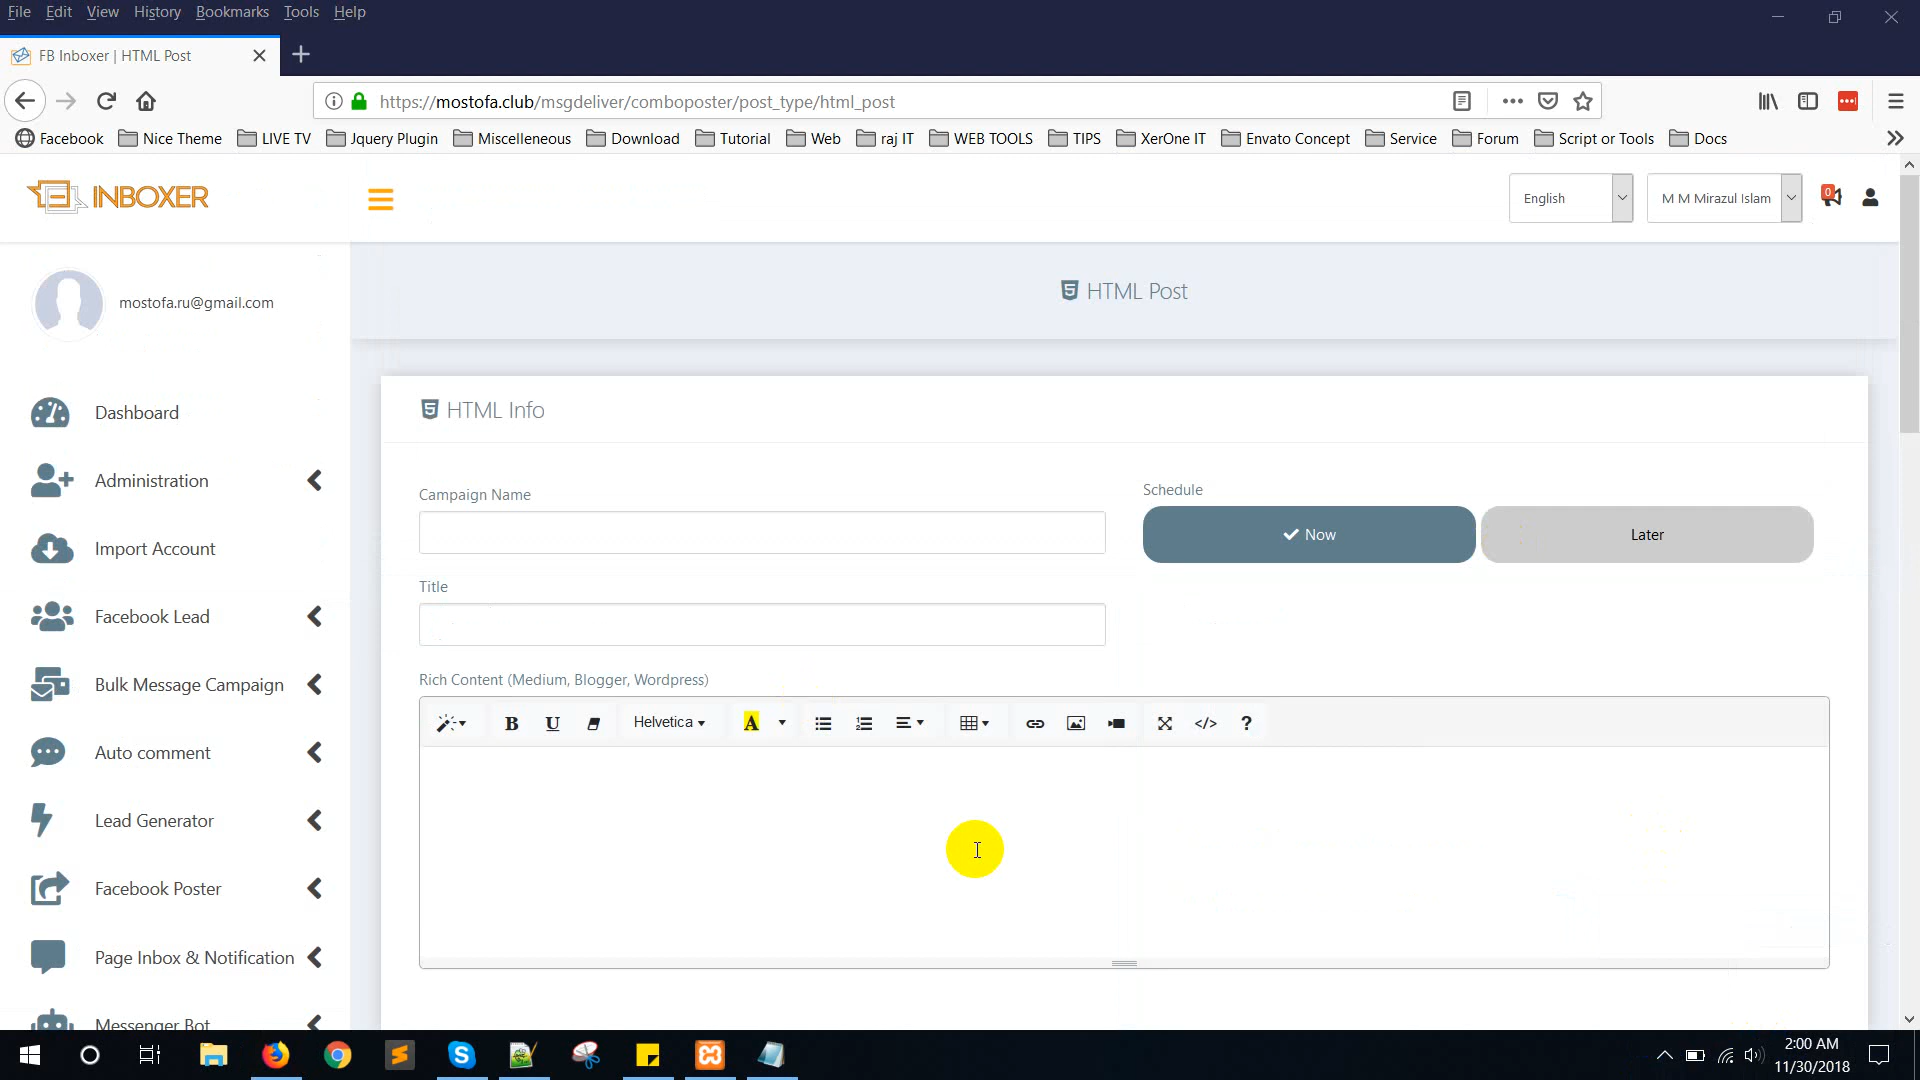 File Edit View History Bookmarks Tools Help
FB Inboxer | HTML Post
https://mostofa.club/msgdeliver/comboposter/post_type/html_post
Facebook Nice Theme LIVE TV Jquery Plugin Miscelleneous Download Tutorial Web raj IT WEB TOOLS TIPS XerOne IT Envato Concept Service Forum Script or Tools Docs
INBOXER
English
M M Mirazul Islam
0
HTML Post
mostofa.ru@gmail.com
HTML Info
Dashboard
Administration
Import Account
Facebook Lead
Bulk Message Campaign
Auto comment
Lead Generator
Facebook Poster
Page Inbox & Notification
Messenger Bot
Campaign Name
Schedule
Now
Later
Title
Rich Content (Medium, Blogger, Wordpress)
B U Helvetica A </> ?
2:00 AM
11/30/2018